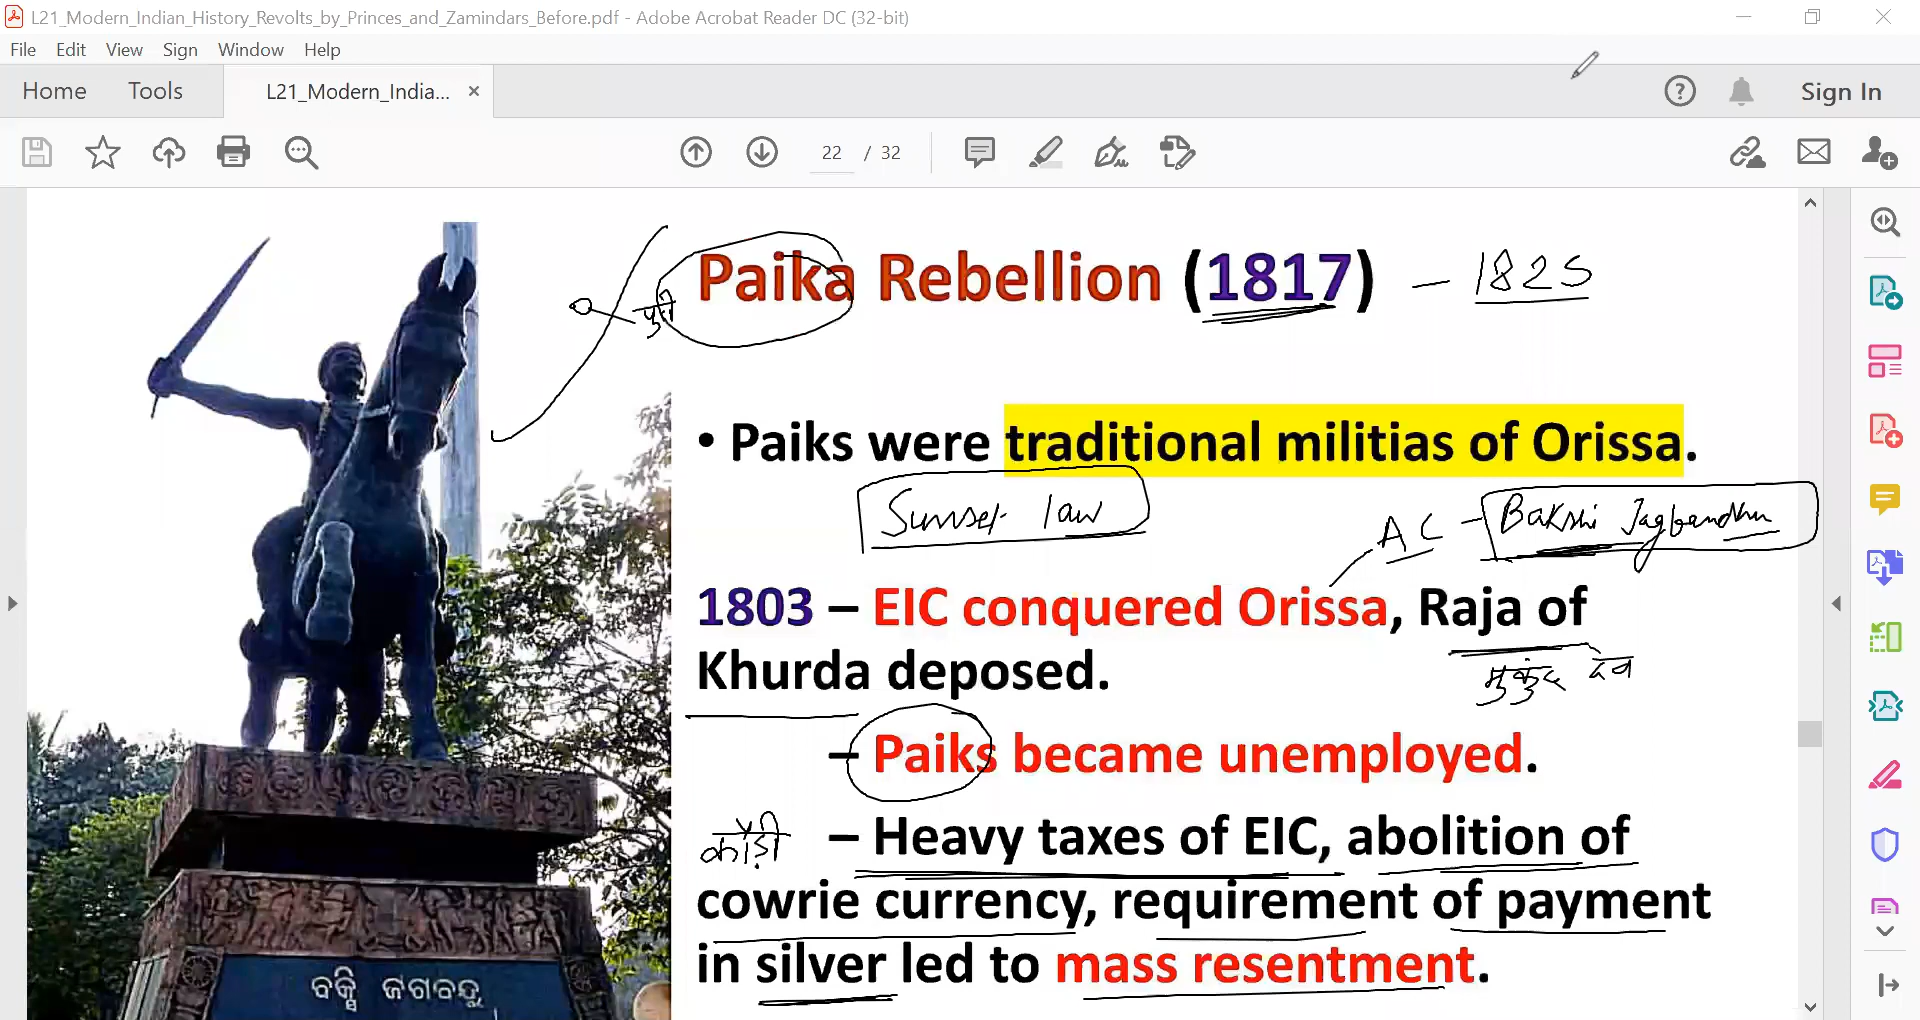 L21_Modern_Indian_History_Revolts_by_Princes_and_Zamindars_Before.pdf - Adobe Acrobat Reader DC (32-bit)
File Edit View Sign Window Help
Home Tools L21_Modern_India... × Sign In
22 / 32
Paika Rebellion (1817) – 1825
• Paiks were traditional militias of Orissa.
Sunset law
AC – Bakshi Jagbandhu
1803 – EIC conquered Orissa, Raja of
मुकुंद देव
Khurda deposed.
– Paiks became unemployed.
कौड़ी
– Heavy taxes of EIC, abolition of
cowrie currency, requirement of payment
in silver led to mass resentment.
ବକ୍ସି ଜଗବନ୍ଧୁ